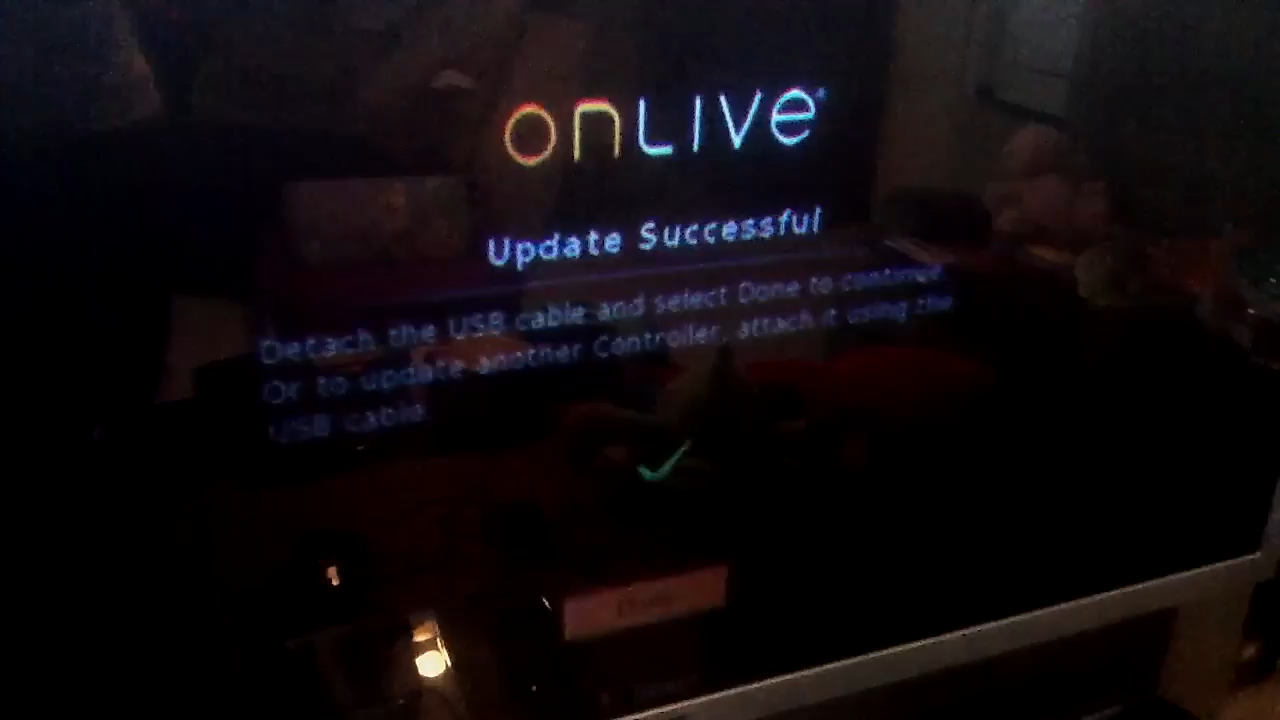 onLIVe
Update Successful
Detach the USB cable and select Done to continue
Or to update another Controller, attach it using the
USB cable
Done